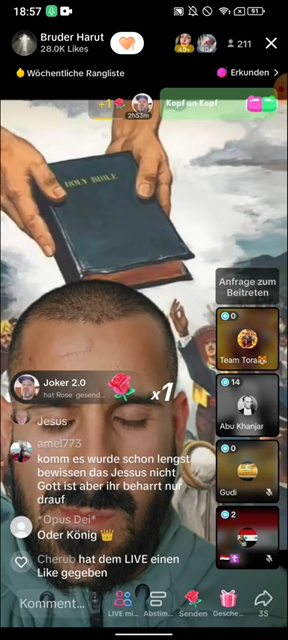 18:57
91
Bruder Harut
28.0K Likes
211
Wöchentliche Rangliste
Erkunden >
+1
2h53m
Kopf an Kopf
HOLY BIBLE
Anfrage zum
Beitreten
0
Team Tora
14
Abu Khanjar
0
Gudi
2
Joker 2.0
hat Rose gesend...
x1
Jesus
amel773
komm es wurde schon lengst
bewissen das Jessus nicht
Gott ist aber ihr beharrt nur
drauf
*Opus Dei*
Oder König 👑
Cherub hat dem LIVE einen
Like gegeben
Komment...
LIVE mi...
Abstim...
Senden
Gesche...
35